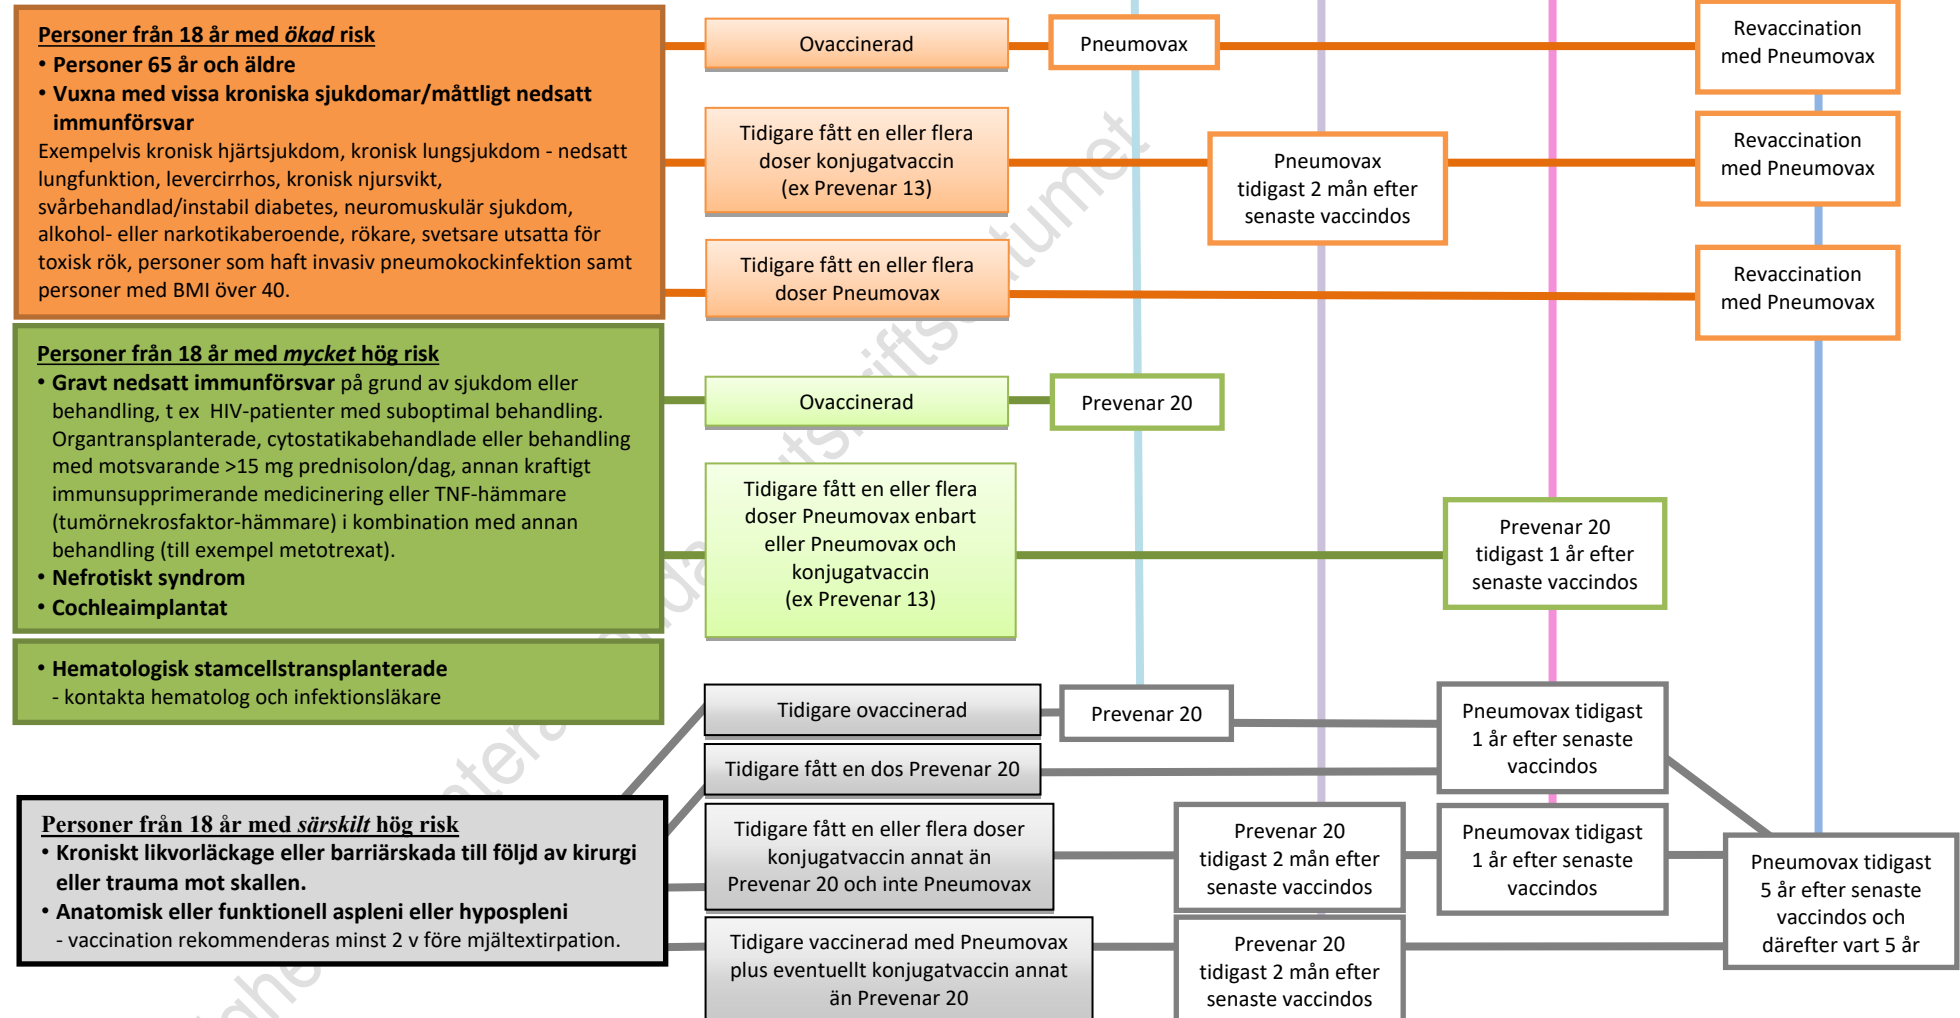 Personer från 18 år med ökad risk
• Personer 65 år och äldre
• Vuxna med vissa kroniska sjukdomar/måttligt nedsatt
immunförsvar
Exempelvis kronisk hjärtsjukdom, kronisk lungsjukdom - nedsatt
lungfunktion, levercirrhos, kronisk njursvikt,
svårbehandlad/instabil diabetes, neuromuskulär sjukdom,
alkohol- eller narkotikaberoende, rökare, svetsare utsatta för
toxisk rök, personer som haft invasiv pneumokockinfektion samt
personer med BMI över 40.
Ovaccinerad
Pneumovax
Revaccination
med Pneumovax
Tidigare fått en eller flera
doser konjugatvaccin
(ex Prevenar 13)
Pneumovax
tidigast 2 mån efter
senaste vaccindos
Revaccination
med Pneumovax
Tidigare fått en eller flera
doser Pneumovax
Revaccination
med Pneumovax
Personer från 18 år med mycket hög risk
• Gravt nedsatt immunförsvar på grund av sjukdom eller
behandling, t ex HIV-patienter med suboptimal behandling.
Organtransplanterade, cytostatikabehandlade eller behandling
med motsvarande >15 mg prednisolon/dag, annan kraftigt
immunsupprimerande medicinering eller TNF-hämmare
(tumörnekrosfaktor-hämmare) i kombination med annan
behandling (till exempel metotrexat).
• Nefrotiskt syndrom
• Cochleaimplantat
Ovaccinerad
Prevenar 20
Tidigare fått en eller flera
doser Pneumovax enbart
eller Pneumovax och
konjugatvaccin
(ex Prevenar 13)
Prevenar 20
tidigast 1 år efter
senaste vaccindos
• Hematologisk stamcellstransplanterade
- kontakta hematolog och infektionsläkare
Personer från 18 år med särskilt hög risk
• Kroniskt likvorläckage eller barriärskada till följd av kirurgi
eller trauma mot skallen.
• Anatomisk eller funktionell aspleni eller hypospleni
- vaccination rekommenderas minst 2 v före mjältextirpation.
Tidigare ovaccinerad
Prevenar 20
Pneumovax tidigast
1 år efter senaste
vaccindos
Tidigare fått en dos Prevenar 20
Tidigare fått en eller flera doser
konjugatvaccin annat än
Prevenar 20 och inte Pneumovax
Prevenar 20
tidigast 2 mån efter
senaste vaccindos
Pneumovax tidigast
1 år efter senaste
vaccindos
Pneumovax tidigast
5 år efter senaste
vaccindos och
därefter vart 5 år
Tidigare vaccinerad med Pneumovax
plus eventuellt konjugatvaccin annat
än Prevenar 20
Prevenar 20
tidigast 2 mån efter
senaste vaccindos